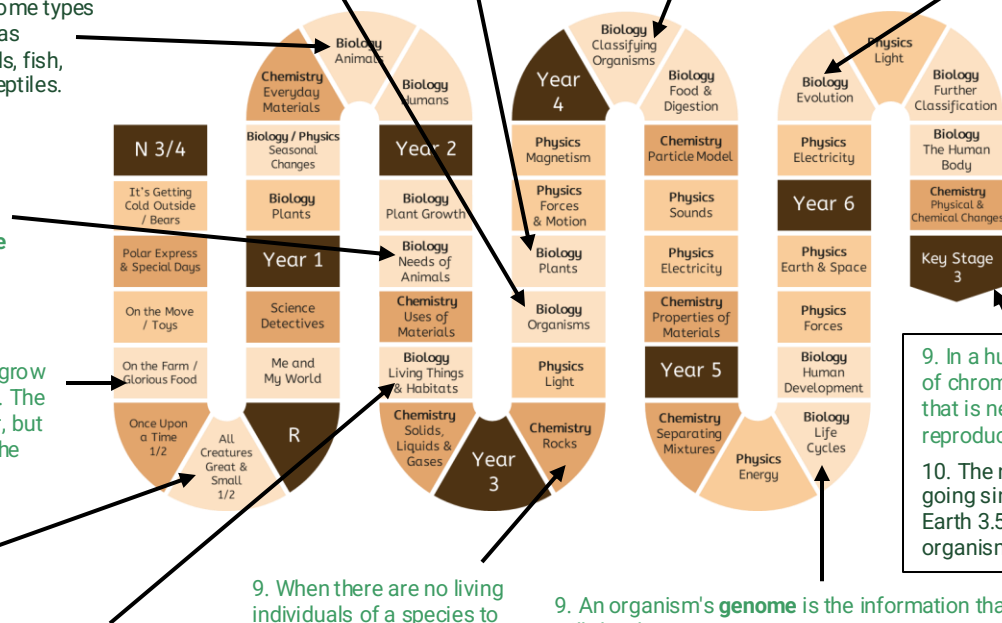 ome types
as
ls, fish,
eptiles.
e
grow
. The
, but
he
N 3/4
It's Getting
Cold Outside
/ Bears
Polar Express
& Special Days
On the Move
/ Toys
On the Farm /
Glorious Food
Once Upon
a Time
1/2
All
Creatures
Great &
Small
1/2
R
Me and
My World
Science
Detectives
Year 1
Biology
Plants
Biology / Physics
Seasonal
Changes
Chemistry
Everyday
Materials
Biology
Animals
Biology
Humans
Year 2
Biology
Plant Growth
Biology
Needs of
Animals
Chemistry
Uses of
Materials
Biology
Living Things
& Habitats
Chemistry
Solids,
Liquids &
Gases
Year
3
Chemistry
Rocks
Physics
Light
Biology
Organisms
Biology
Plants
Physics
Forces
& Motion
Physics
Magnetism
Year
4
Biology
Classifying
Organisms
Biology
Food &
Digestion
Chemistry
Particle Model
Physics
Sounds
Physics
Electricity
Chemistry
Properties of
Materials
Year 5
Chemistry
Separating
Mixtures
Physics
Energy
Biology
Life
Cycles
Biology
Human
Development
Physics
Forces
Physics
Earth & Space
Year 6
Physics
Electricity
Biology
Evolution
Physics
Light
Biology
Further
Classification
Biology
The Human
Body
Chemistry
Physical &
Chemical Changes
Key Stage
3
9. In a hu
of chrom
that is ne
reproduc
10. The
going sin
Earth 3.5
organism
9. When there are no living
individuals of a species to
9. An organism's genome is the information tha